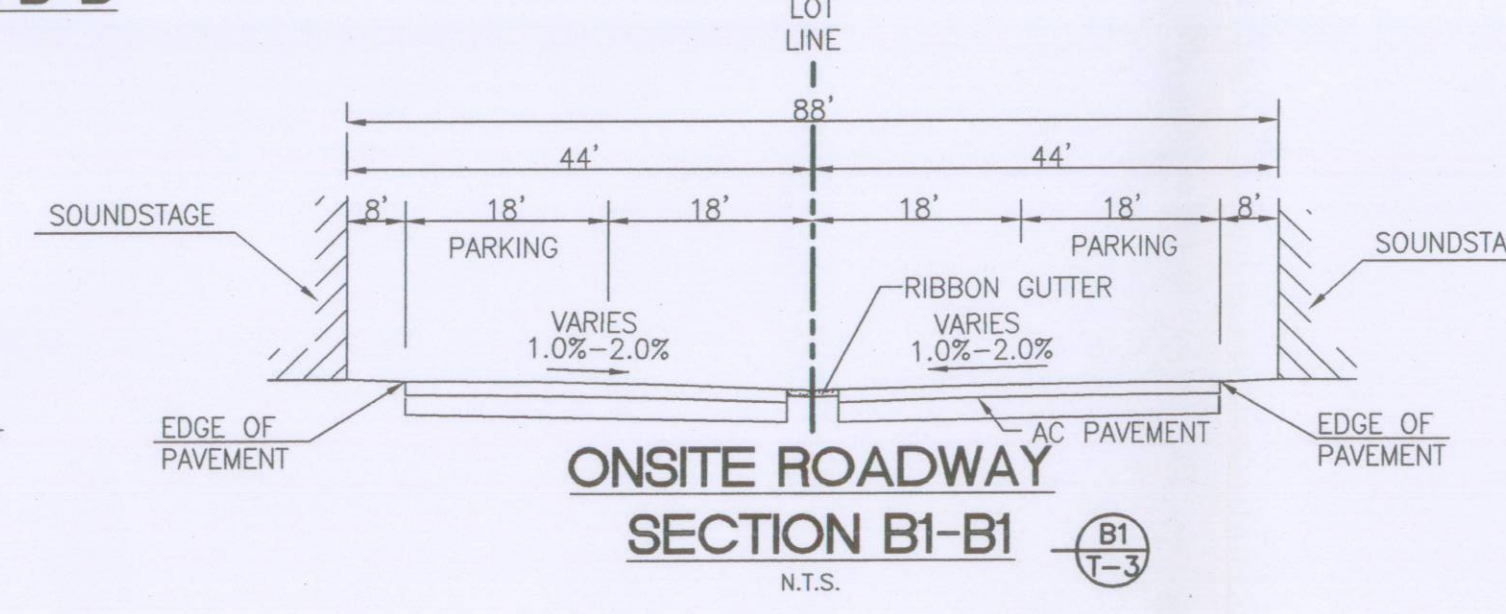 LOT
LINE
88'
44'
44'
8'
18'
18'
18'
18'
8'
SOUNDSTAGE
PARKING
PARKING
RIBBON GUTTER
VARIES
1.0%-2.0%
VARIES
1.0%-2.0%
EDGE OF
PAVEMENT
AC PAVEMENT
EDGE OF
PAVEMENT
ONSITE ROADWAY
SECTION B1-B1
N.T.S.
B1
T-3